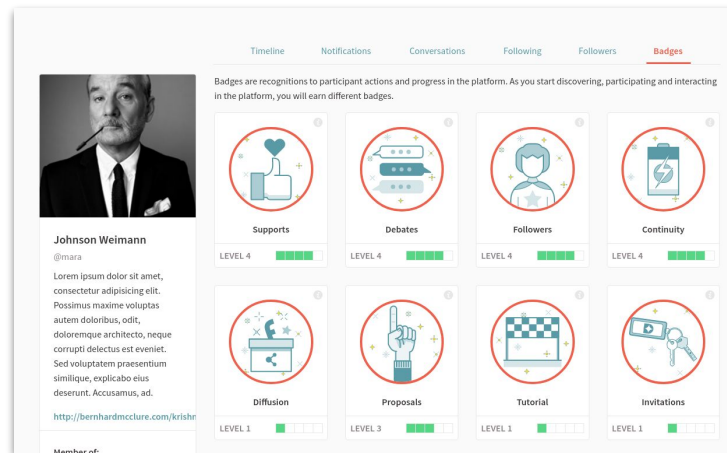 Timeline Notifications Conversations Following Followers Badges
Badges are recognitions to participant actions and progress in the platform. As you start discovering, participating and interacting
in the platform, you will earn different badges.
Supports Debates Followers Continuity
LEVEL 4 LEVEL 4 LEVEL 4 LEVEL 4
Diffusion Proposals Tutorial Invitations
LEVEL 1 LEVEL 3 LEVEL 1 LEVEL 1
Johnson Weimann
@mara
Lorem ipsum dolor sit amet,
consectetur adipisicing elit.
Possimus maxime voluptas
autem doloribus, odit,
doloremque architecto, neque
corrupti delectus est eveniet.
Sed voluptatem praesentium
similique, explicabo eius
deserunt. Accusamus, ad.
http://bernhardmcclure.com/krishn
Member of: